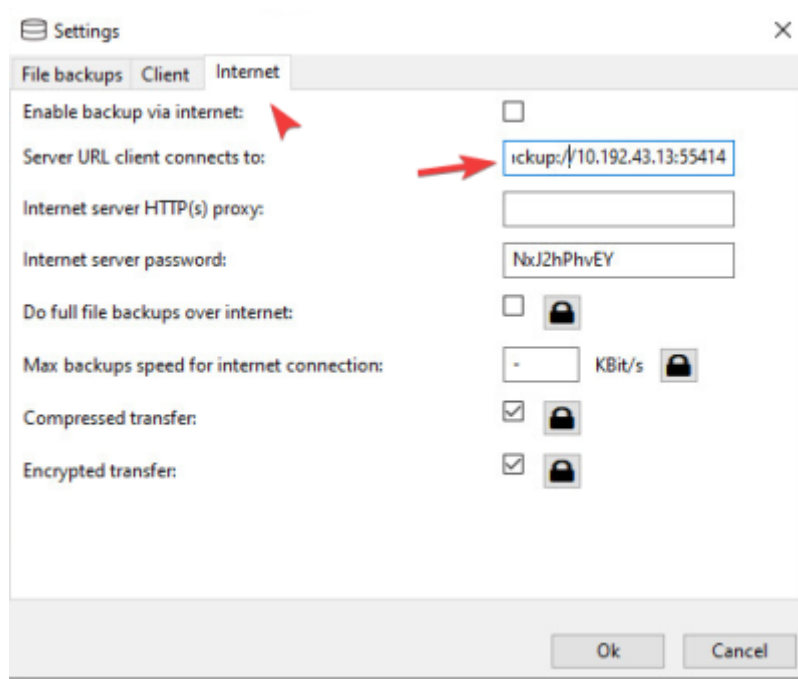 Settings
File backups Client Internet
Enable backup via internet:
Server URL client connects to: ickup://10.192.43.13:55414
Internet server HTTP(s) proxy:
Internet server password: NxJ2hPhvEY
Do full file backups over internet:
Max backups speed for internet connection: - KBit/s
Compressed transfer:
Encrypted transfer:
Ok Cancel